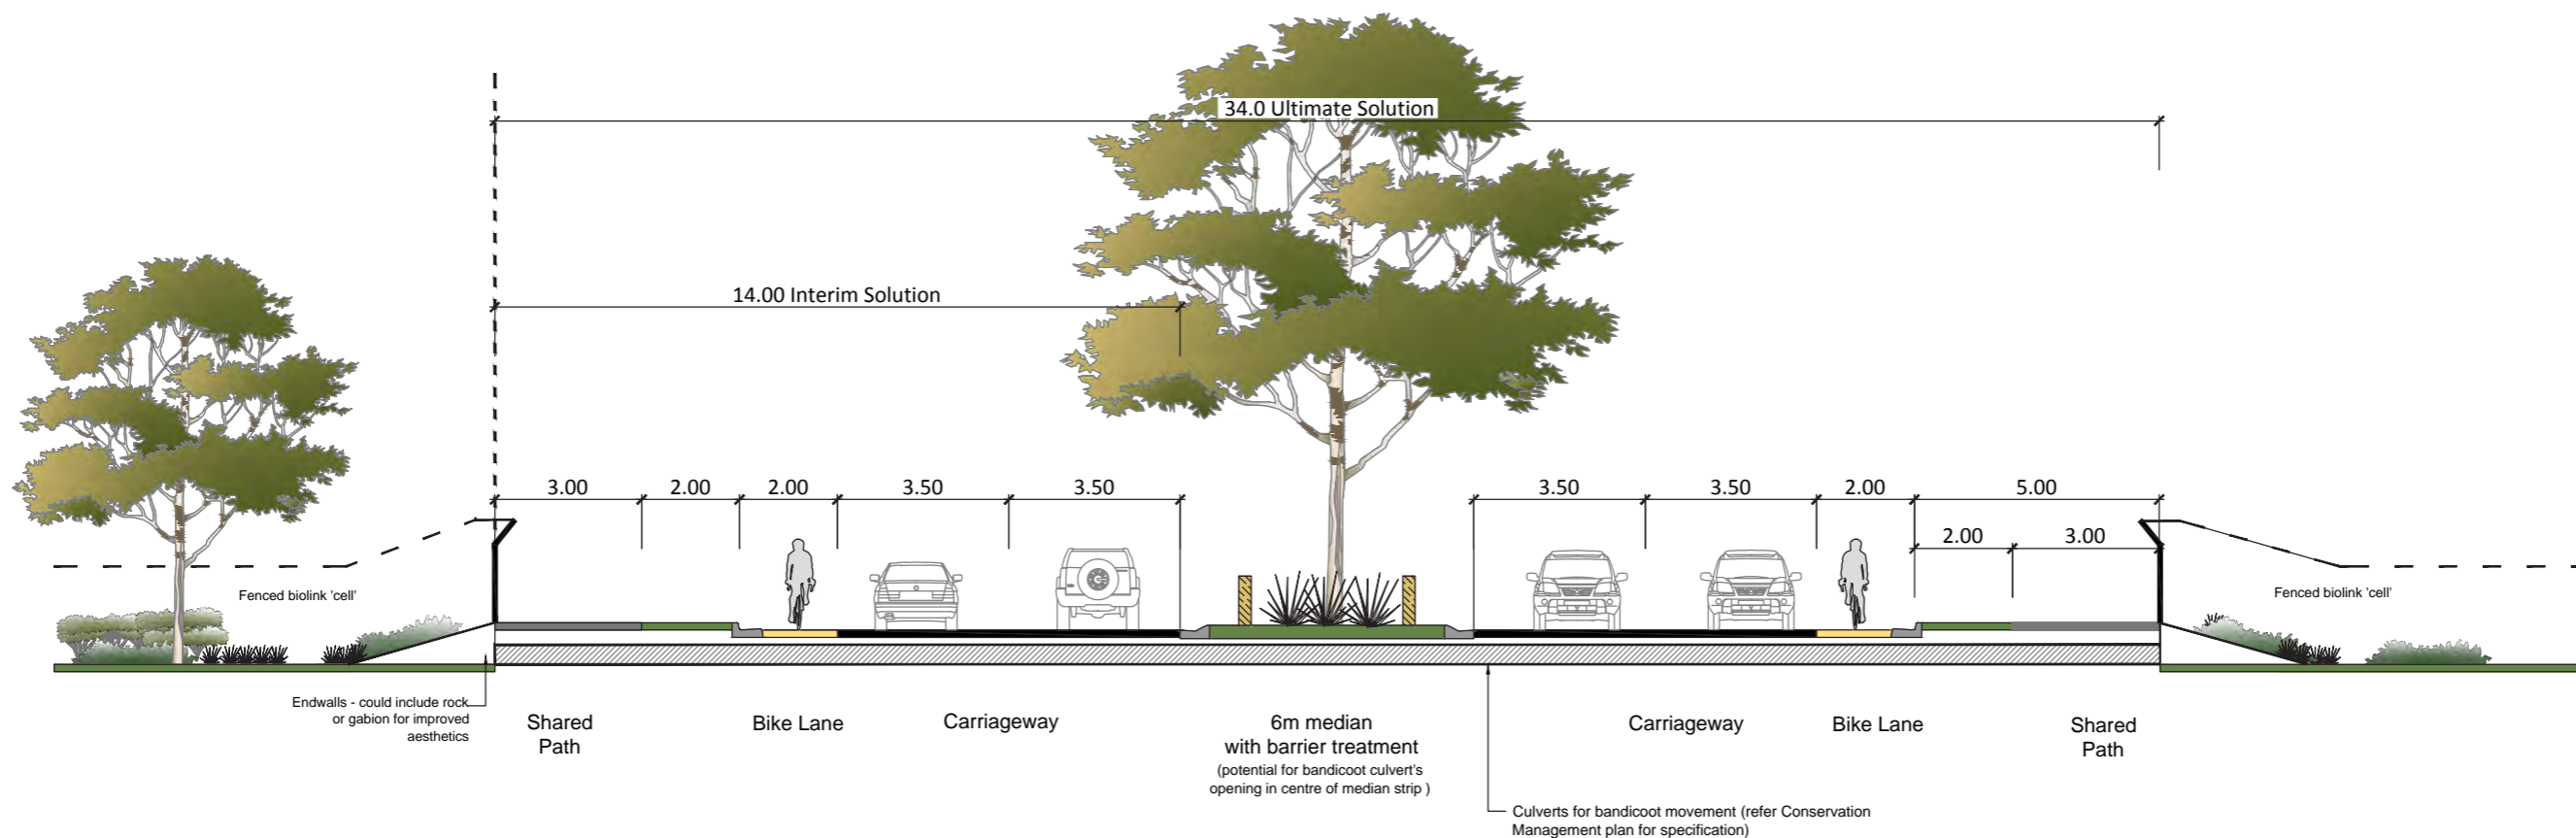 34.0 Ultimate Solution
14.00 Interim Solution
3.00
2.00
2.00
3.50
3.50
3.50
3.50
2.00
5.00
2.00
3.00
Fenced biolink 'cell'
Fenced biolink 'cell'
Endwalls - could include rock
or gabion for improved
aesthetics
Shared
Path
Bike Lane
Carriageway
6m median
with barrier treatment
(potential for bandicoot culvert's
opening in centre of median strip )
Carriageway
Bike Lane
Shared
Path
Culverts for bandicoot movement (refer Conservation
Management plan for specification)